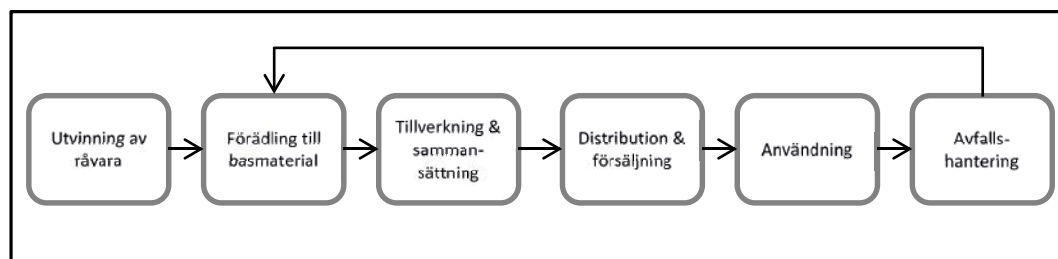 Utvinning av
råvara
Förädling till
basmaterial
Tillverkning &
samman-
sättning
Distribution &
försäljning
Användning
Avfalls-
hantering